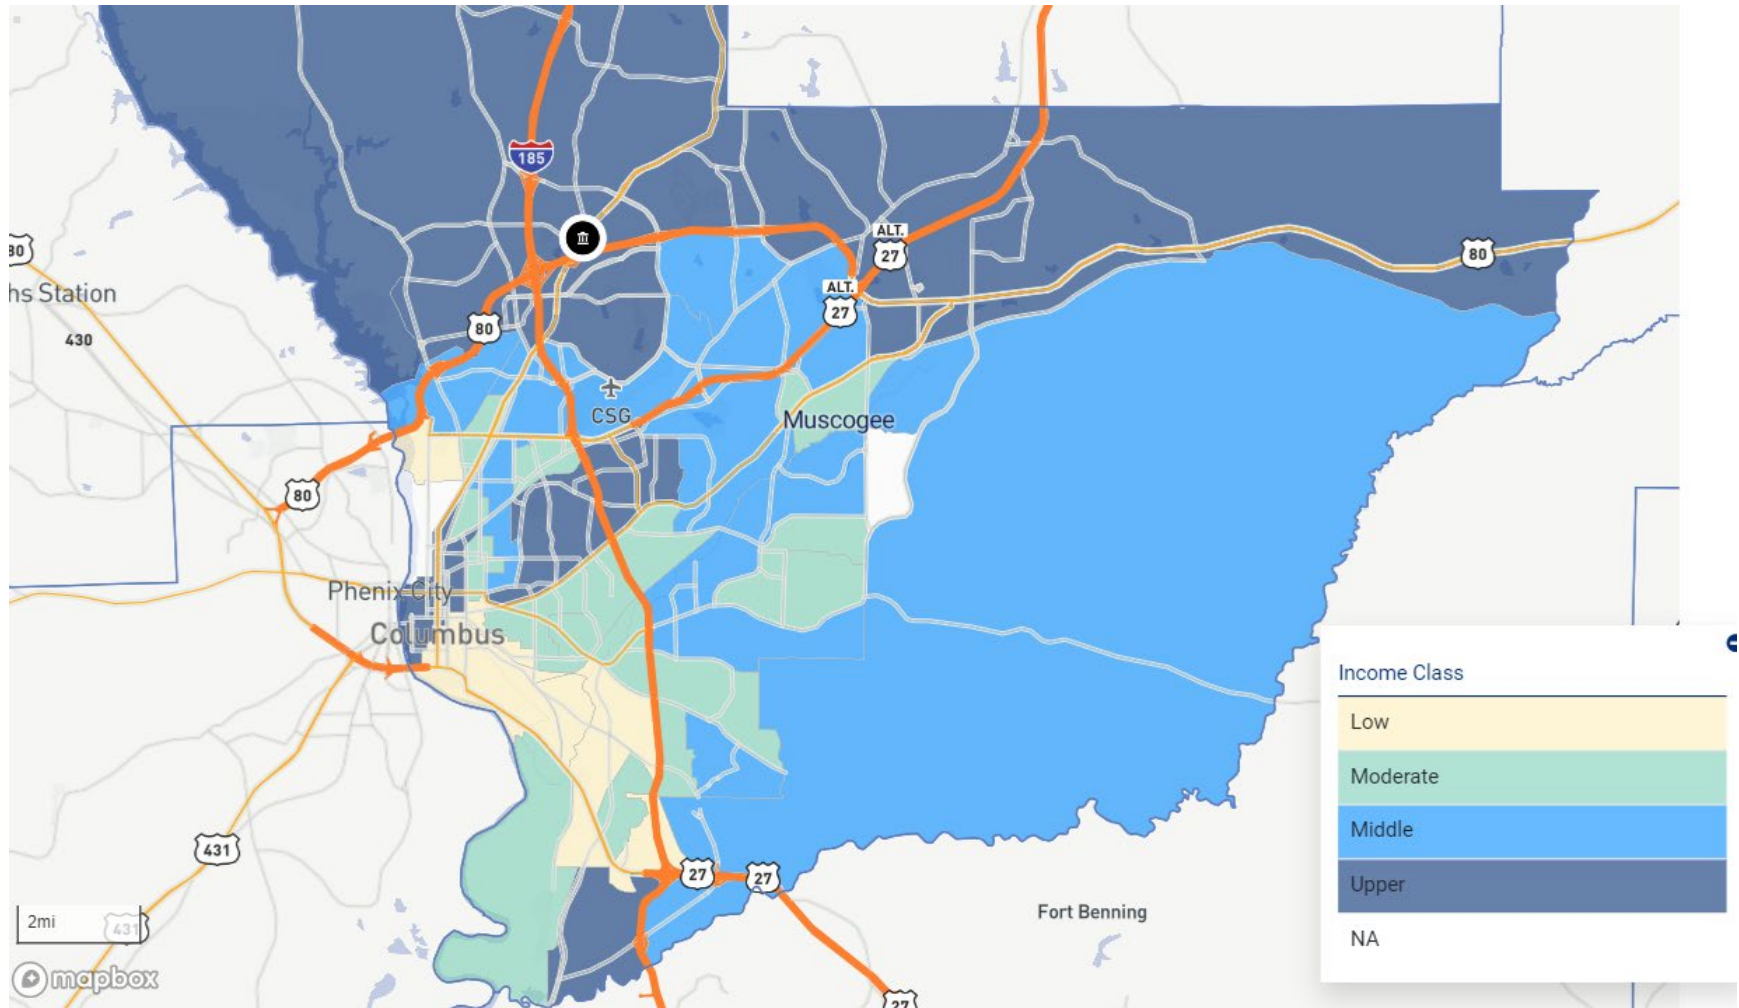 185
ALT.
27
80
80
hs Station
ALT.
27
80
430
CSG
Muscogee
80
Phenix City
Columbus
Income Class
Low
Moderate
Middle
Upper
NA
431
27
27
Fort Benning
2mi
431
mapbox
27